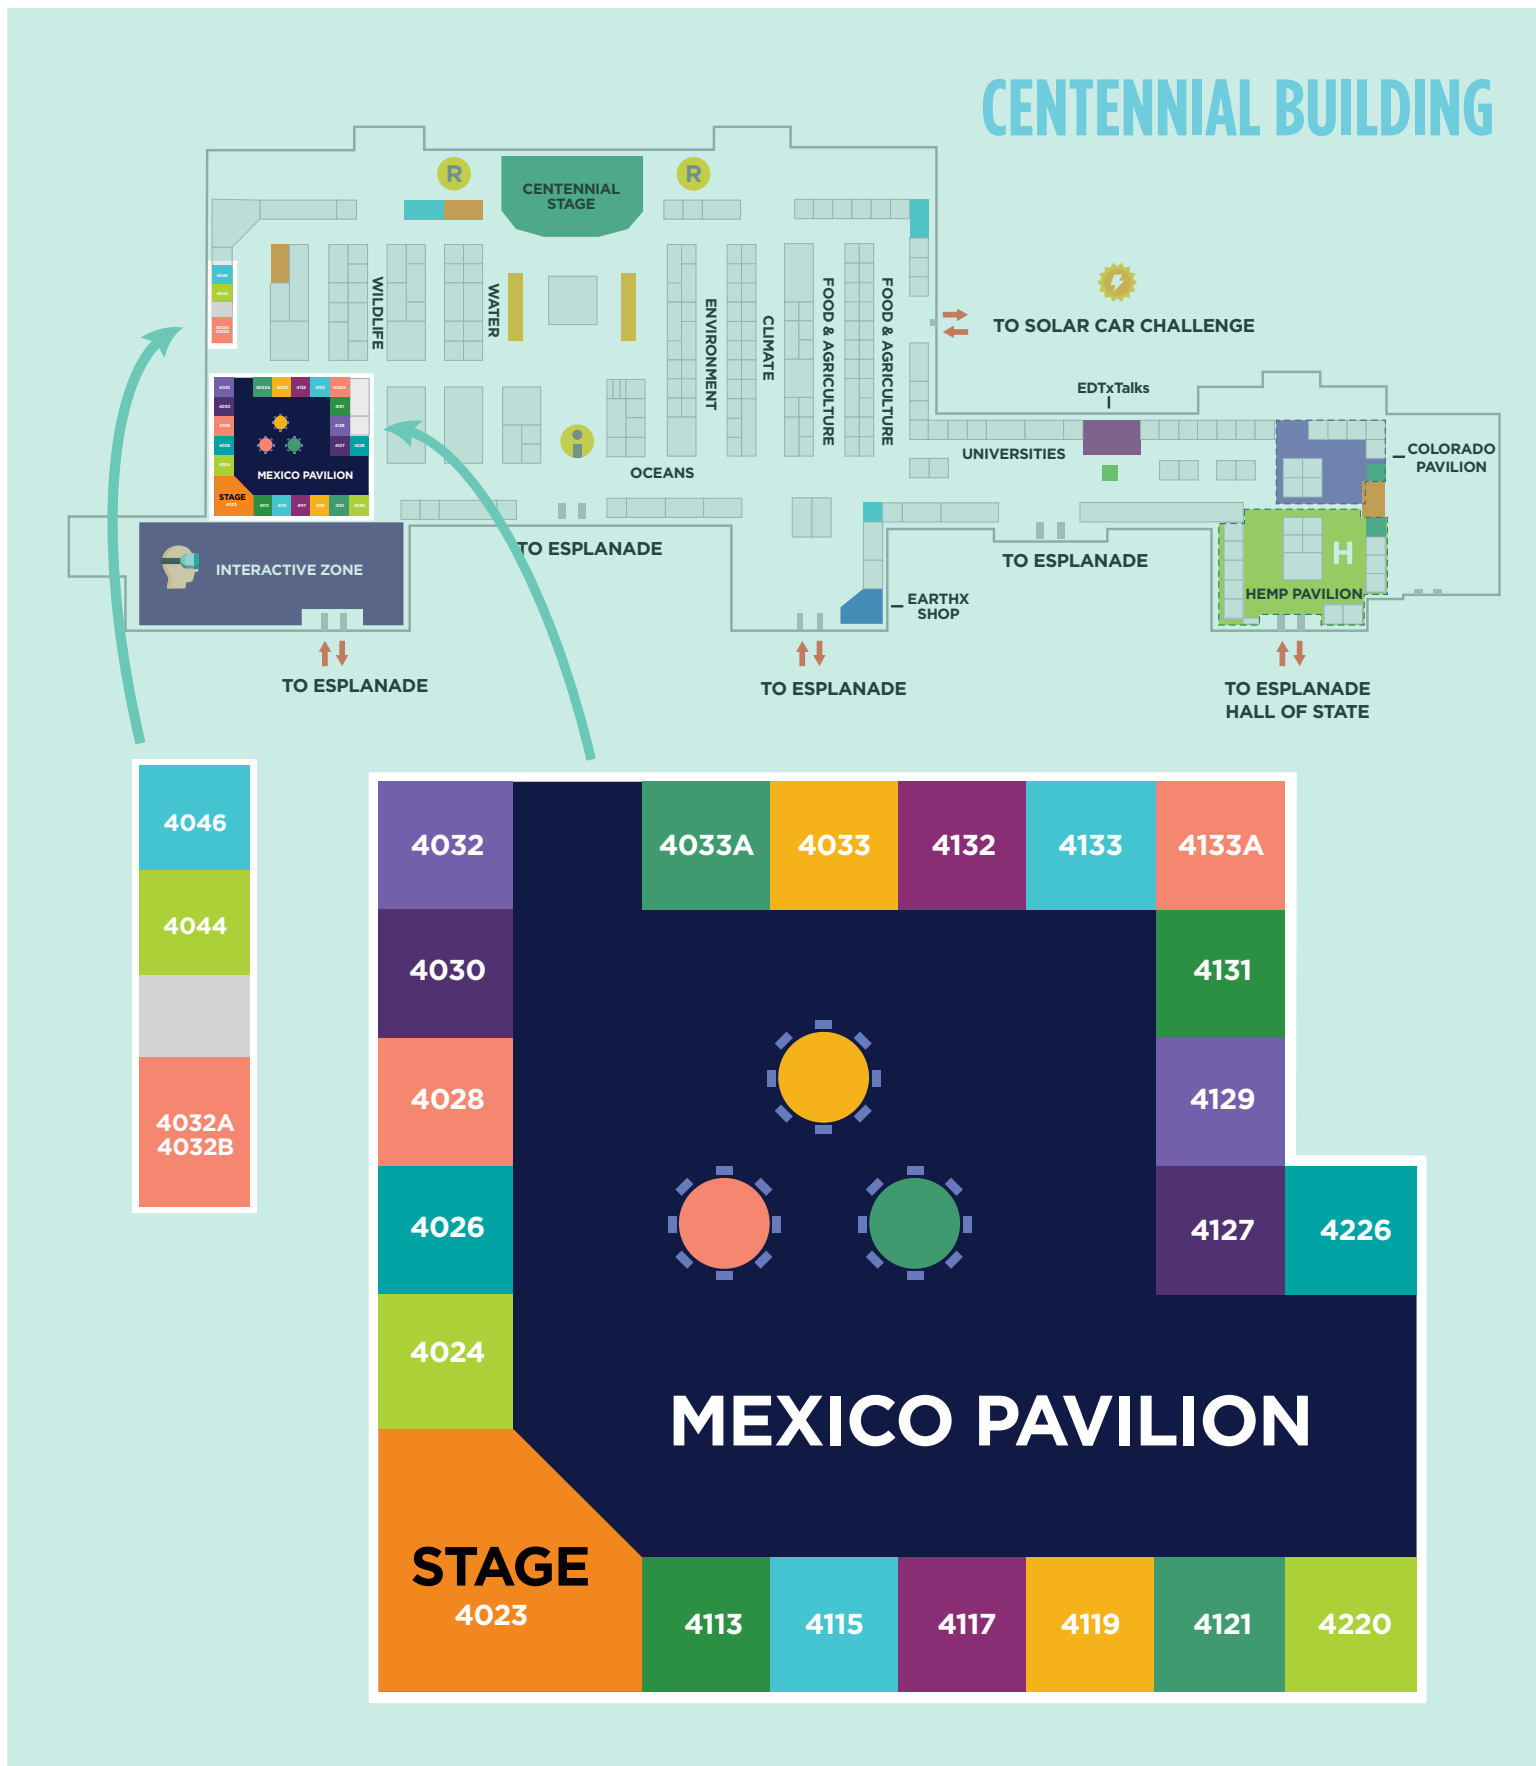 CENTENNIAL BUILDING
R
CENTENNIAL
STAGE
R
WILDLIFE
WATER
ENVIRONMENT
CLIMATE
FOOD & AGRICULTURE
FOOD & AGRICULTURE
TO SOLAR CAR CHALLENGE
EDTxTalks
UNIVERSITIES
COLORADO
PAVILION
OCEANS
i
MEXICO PAVILION
STAGE
INTERACTIVE ZONE
TO ESPLANADE
TO ESPLANADE
H
HEMP PAVILION
EARTHX
SHOP
TO ESPLANADE
TO ESPLANADE
TO ESPLANADE
HALL OF STATE
4046
4044
4032A
4032B
4032
4033A
4033
4132
4133
4133A
4030
4131
4028
4129
4026
4127
4226
4024
MEXICO PAVILION
STAGE
4023
4113
4115
4117
4119
4121
4220